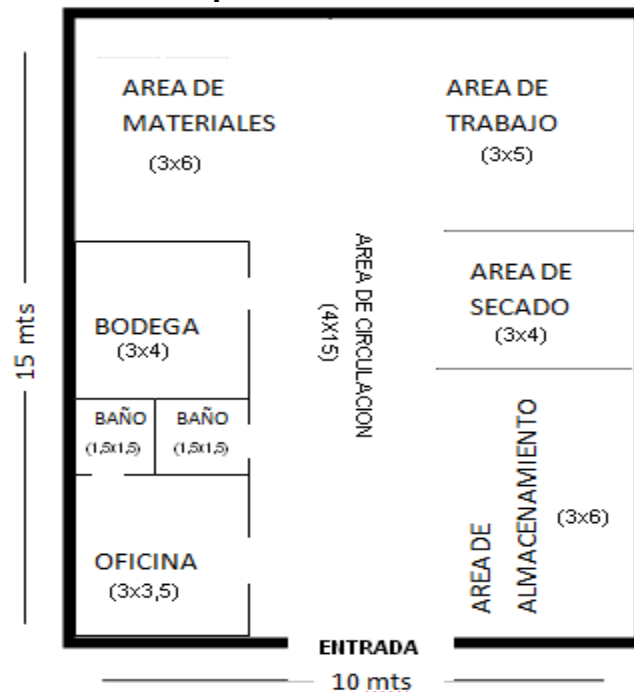 AREA DE
MATERIALES
(3x6)
AREA DE
TRABAJO
(3x5)
AREA DE
SECADO
(3x4)
AREA DE CIRCULACION
(4X15)
15 mts
BODEGA
(3x4)
BAÑO
(1,5x1,5)
BAÑO
(1,5x1,5)
OFICINA
(3x3,5)
AREA DE
ALMACENAMIENTO
(3x6)
ENTRADA
10 mts